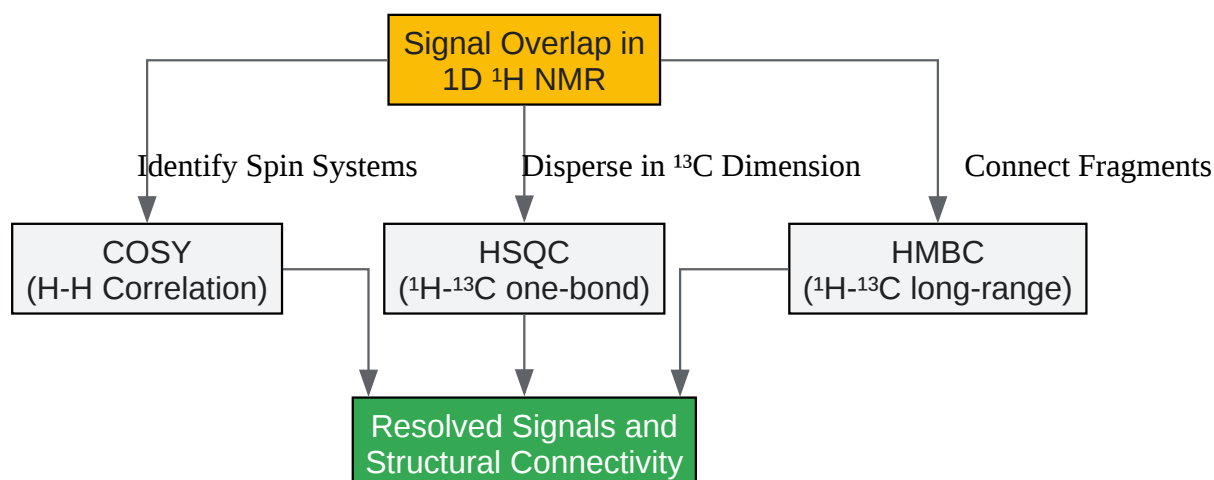 Signal Overlap in
1D ¹H NMR
Identify Spin Systems
Disperse in ¹³C Dimension
Connect Fragments
COSY
(H-H Correlation)
HSQC
(¹H-¹³C one-bond)
HMBC
(¹H-¹³C long-range)
Resolved Signals and
Structural Connectivity